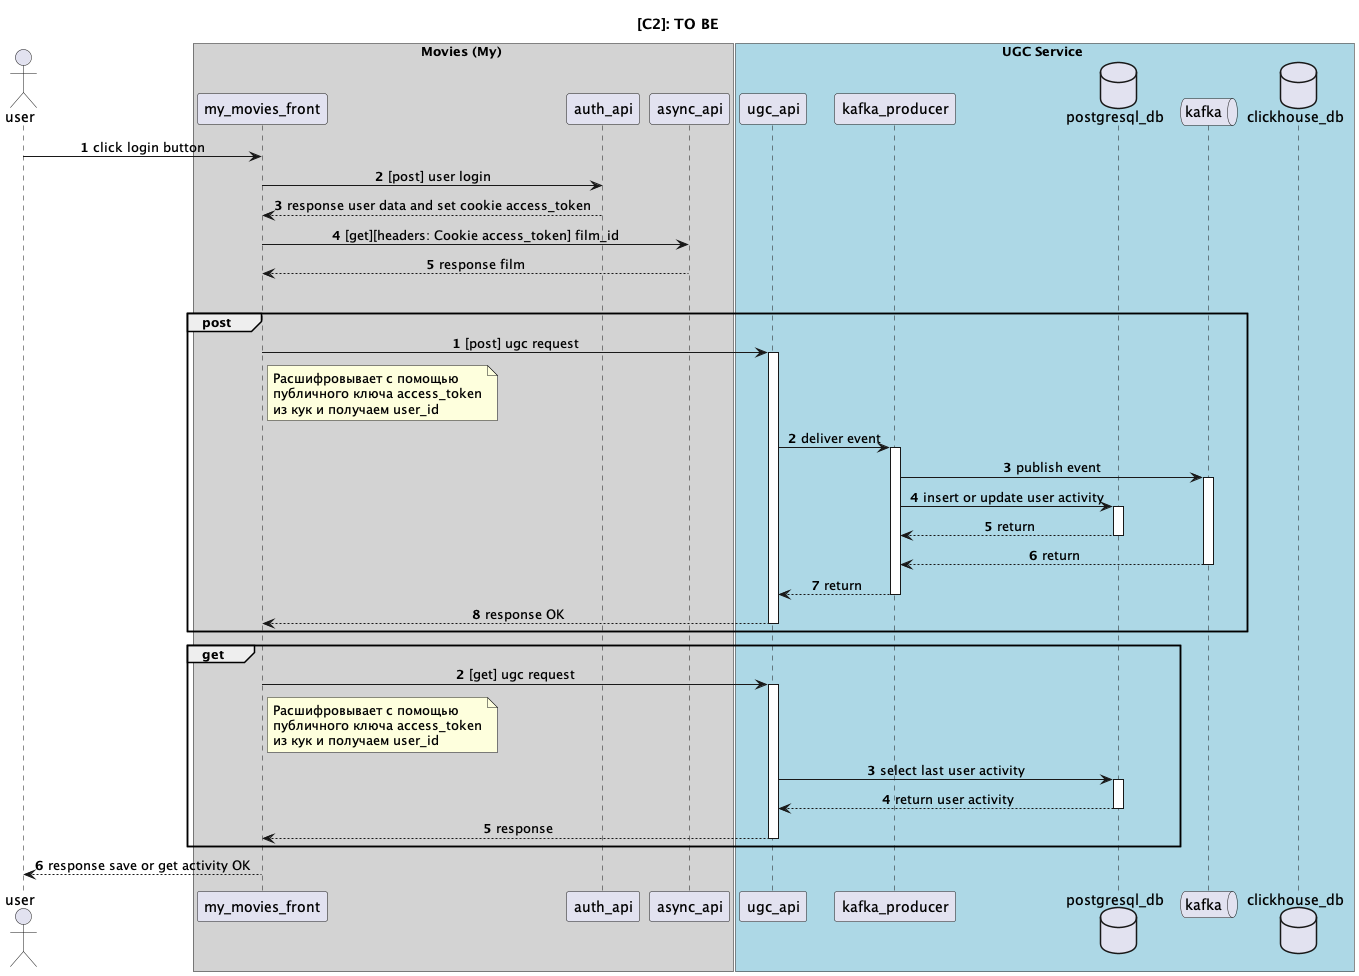 [C2]: TO BE
Movies (My)
UGC Service
user
my_movies_front
auth_api
async_api
ugc_api
kafka_producer
postgresql_db
kafka
clickhouse_db
1 click login button
2 [post] user login
3 response user data and set cookie access_token
4 [get][headers: Cookie access_token] film_id
5 response film
post
1 [post] ugc request
Расшифровывает с помощью
публичного ключа access_token
из кук и получаем user_id
2 deliver event
3 publish event
4 insert or update user activity
5 return
6 return
7 return
8 response OK
get
2 [get] ugc request
Расшифровывает с помощью
публичного ключа access_token
из кук и получаем user_id
3 select last user activity
4 return user activity
5 response
6 response save or get activity OK
user
my_movies_front
auth_api
async_api
ugc_api
kafka_producer
postgresql_db
kafka
clickhouse_db